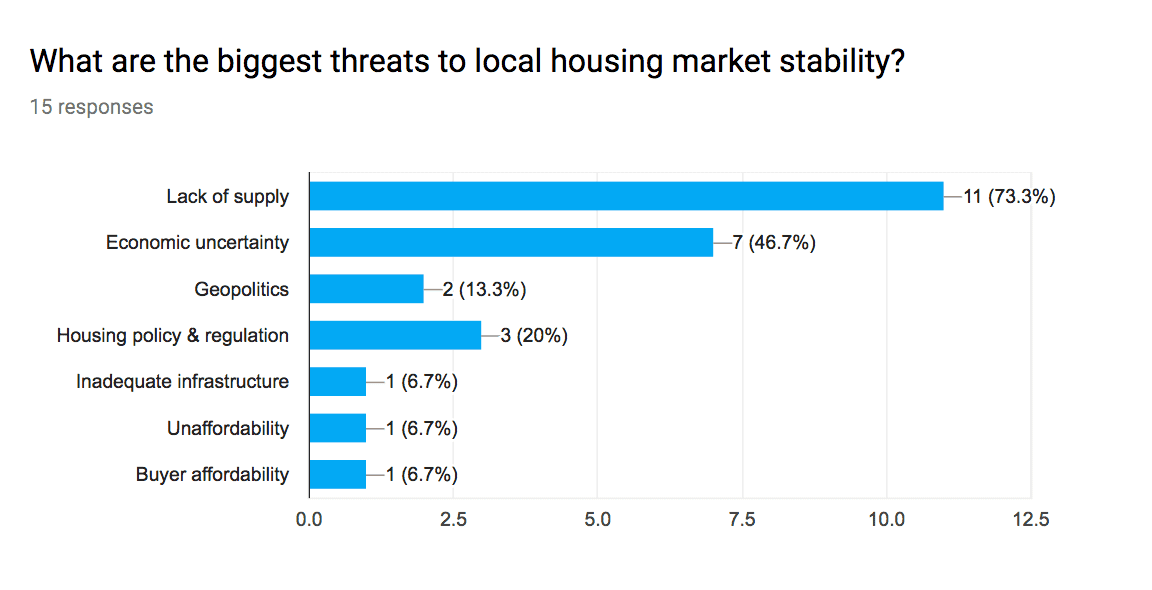 What are the biggest threats to local housing market stability?
15 responses
Lack of supply 11 (73.3%)
Economic uncertainty 7 (46.7%)
Geopolitics 2 (13.3%)
Housing policy & regulation 3 (20%)
Inadequate infrastructure 1 (6.7%)
Unaffordability 1 (6.7%)
Buyer affordability 1 (6.7%)
0.0 2.5 5.0 7.5 10.0 12.5